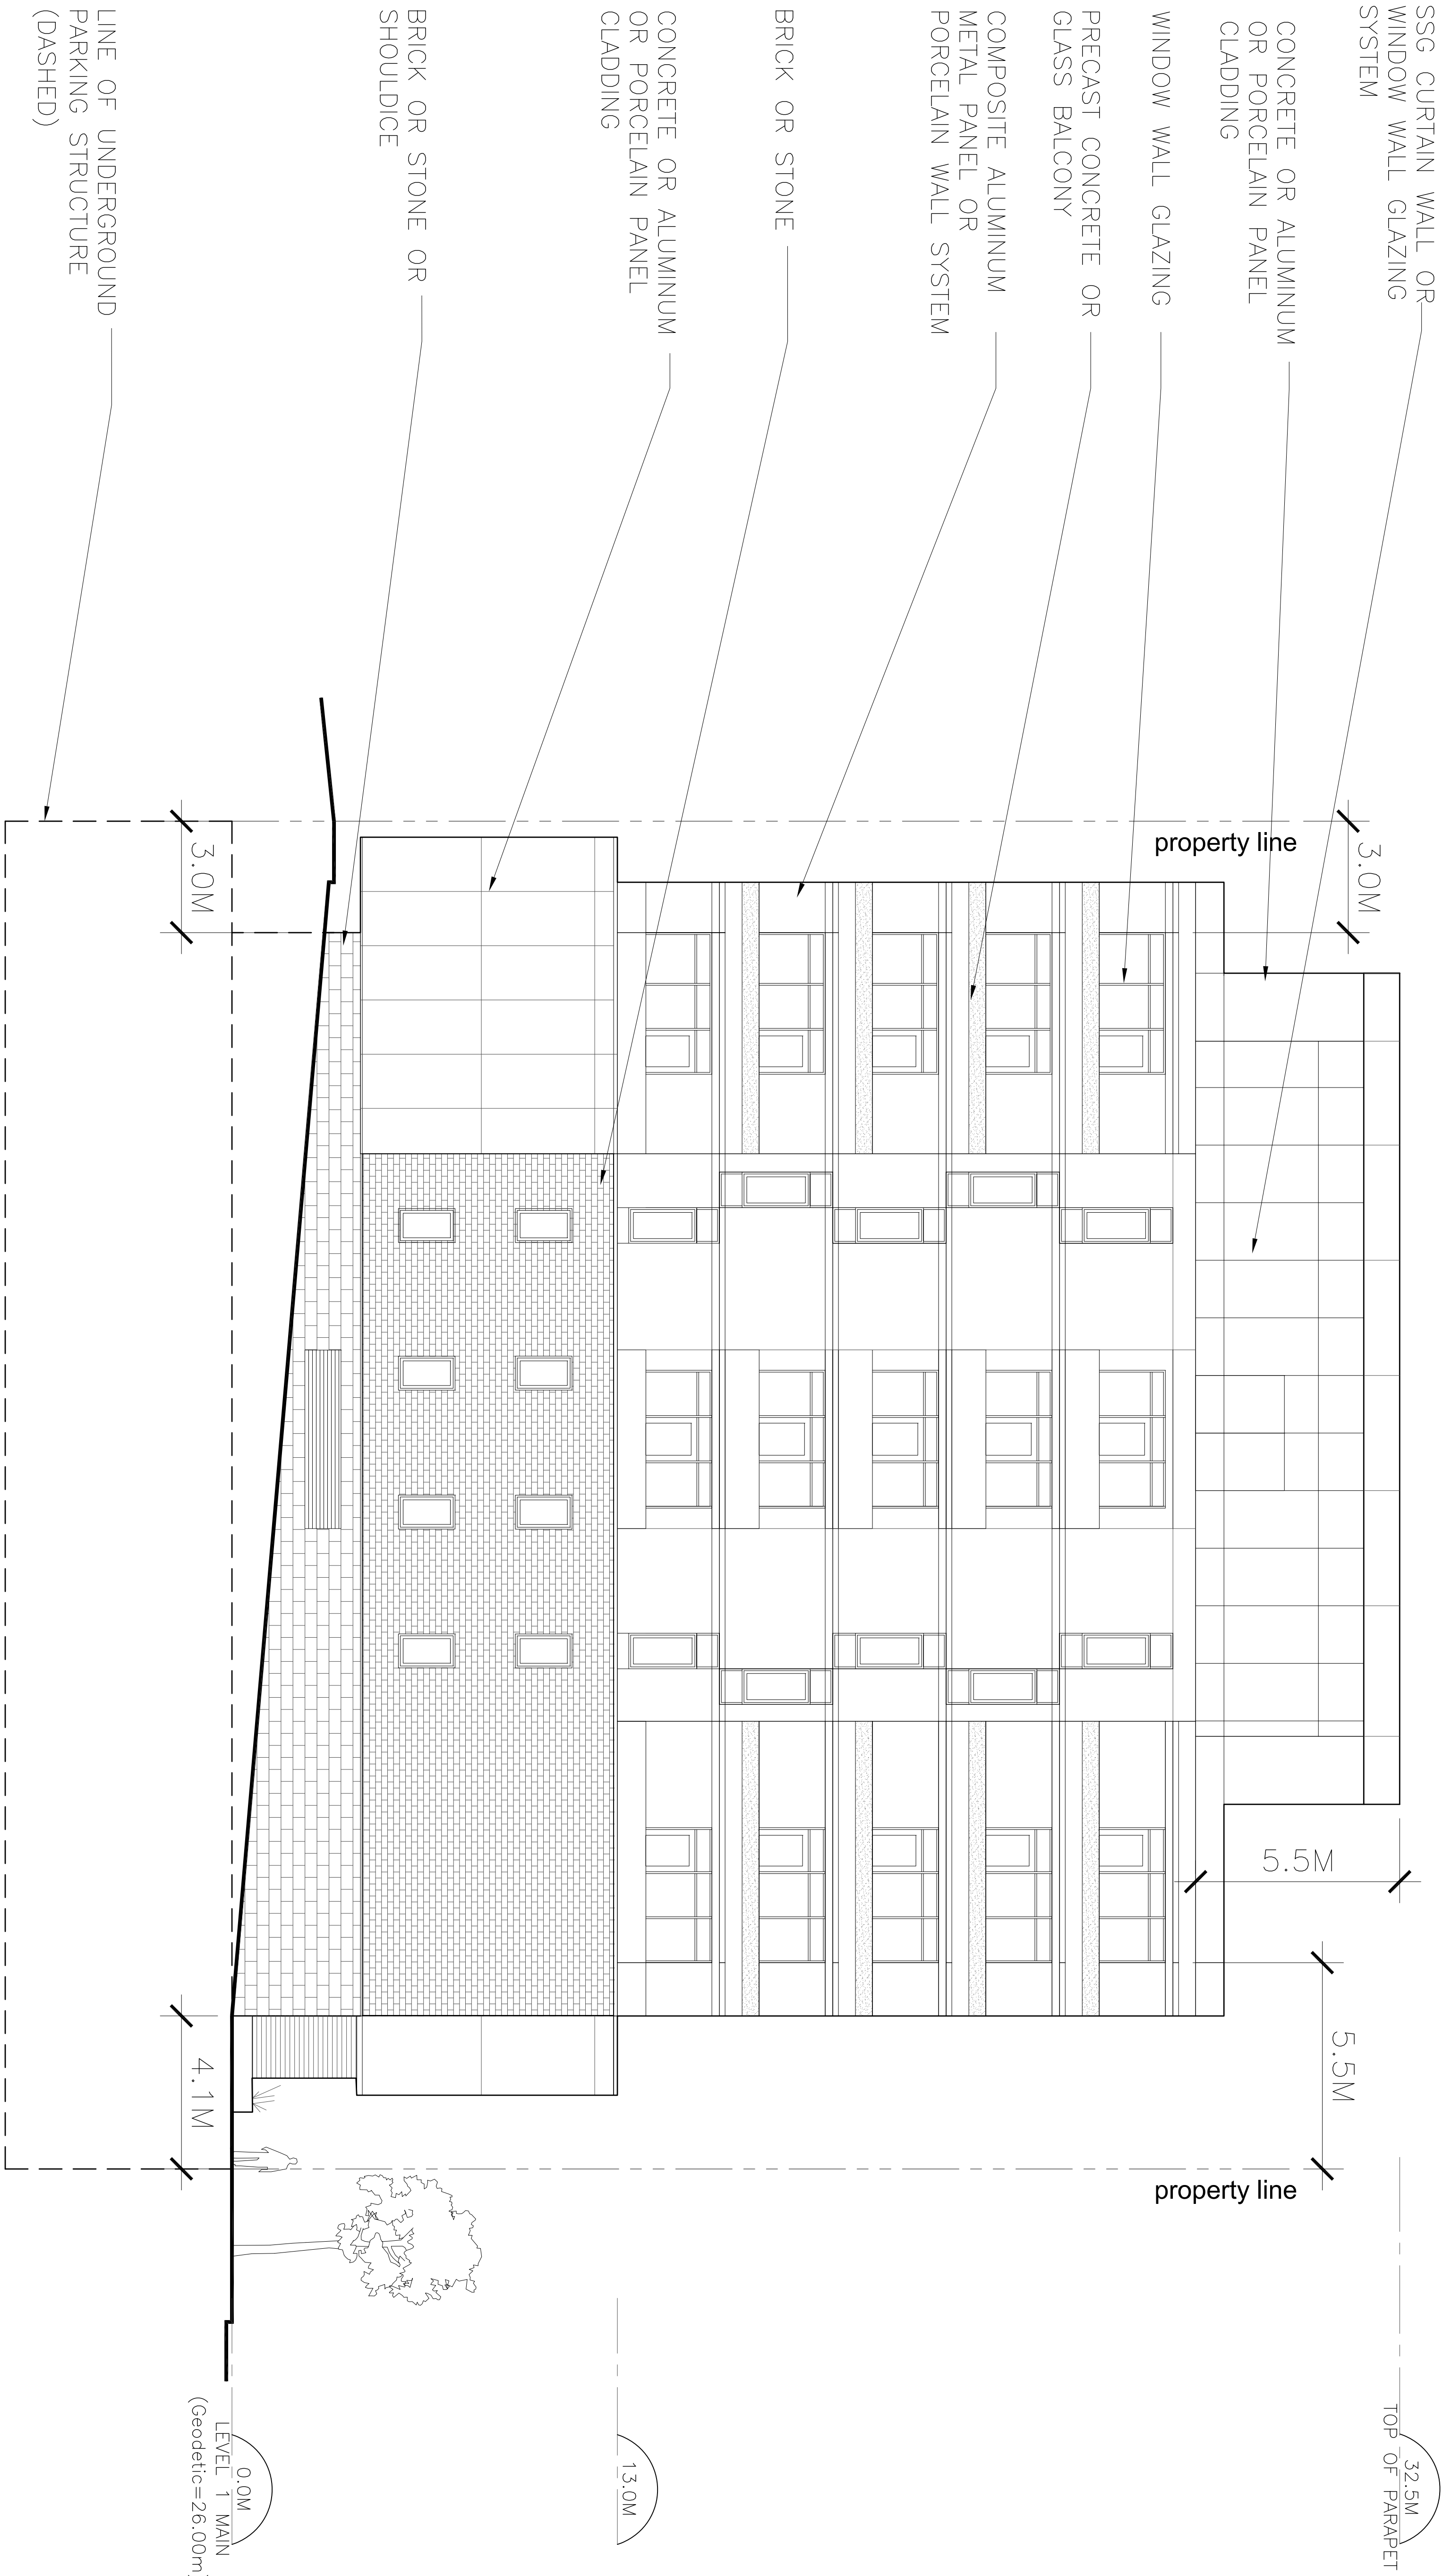 SSG CURTAIN WALL OR
WINDOW WALL GLAZING
SYSTEM
CONCRETE OR ALUMINUM
OR PORCELAIN PANEL
CLADDING
WINDOW WALL GLAZING
PRECAST CONCRETE OR
GLASS BALCONY
COMPOSITE ALUMINUM
METAL PANEL OR
PORCELAIN WALL SYSTEM
BRICK OR STONE
CONCRETE OR ALUMINUM
OR PORCELAIN PANEL
CLADDING
BRICK OR STONE OR
SHOULDICE
LINE OF UNDERGROUND
PARKING STRUCTURE
(DASHED)
3.0M
property line
3.0M
5.5M
5.5M
property line
4.1M
32.5M
TOP OF PARAPET
13.0M
0.0M
LEVEL 1 MAIN
(Geodetic=26.00m)